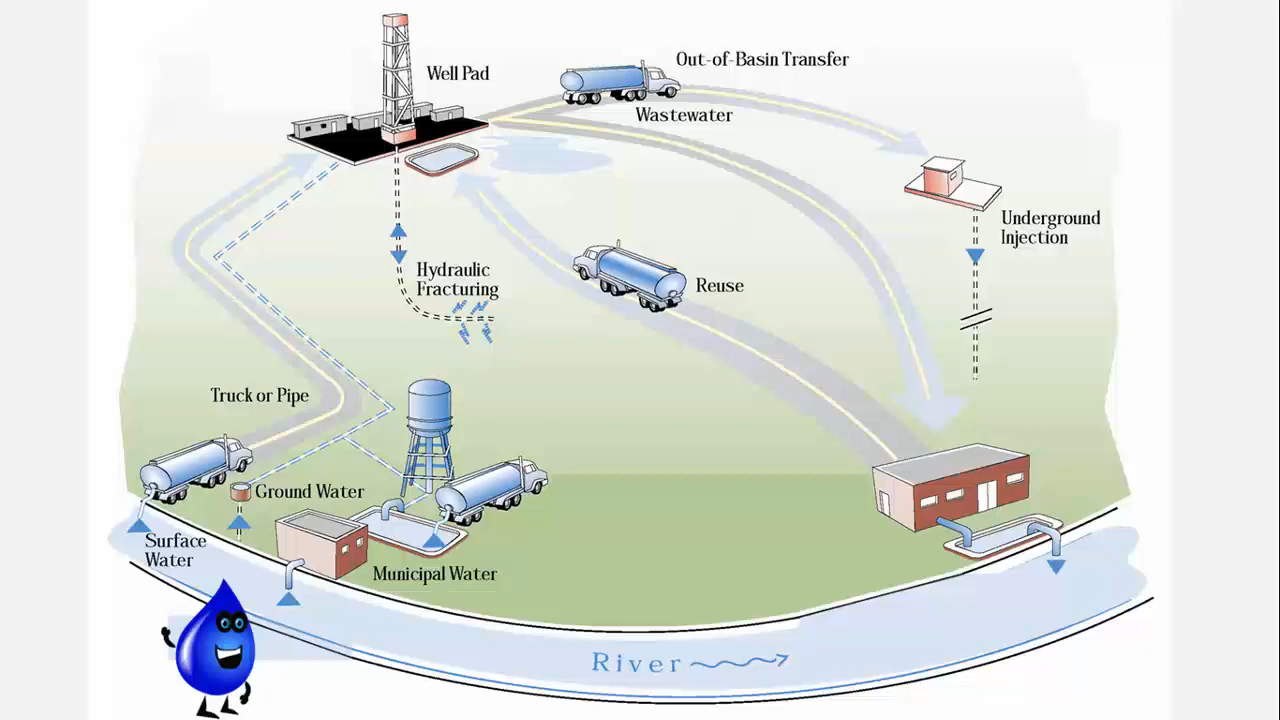 Out-of-Basin Transfer
Well Pad
Wastewater
Underground
Injection
Hydraulic
Fracturing
Reuse
Truck or Pipe
Ground Water
Surface
Water
Municipal Water
River